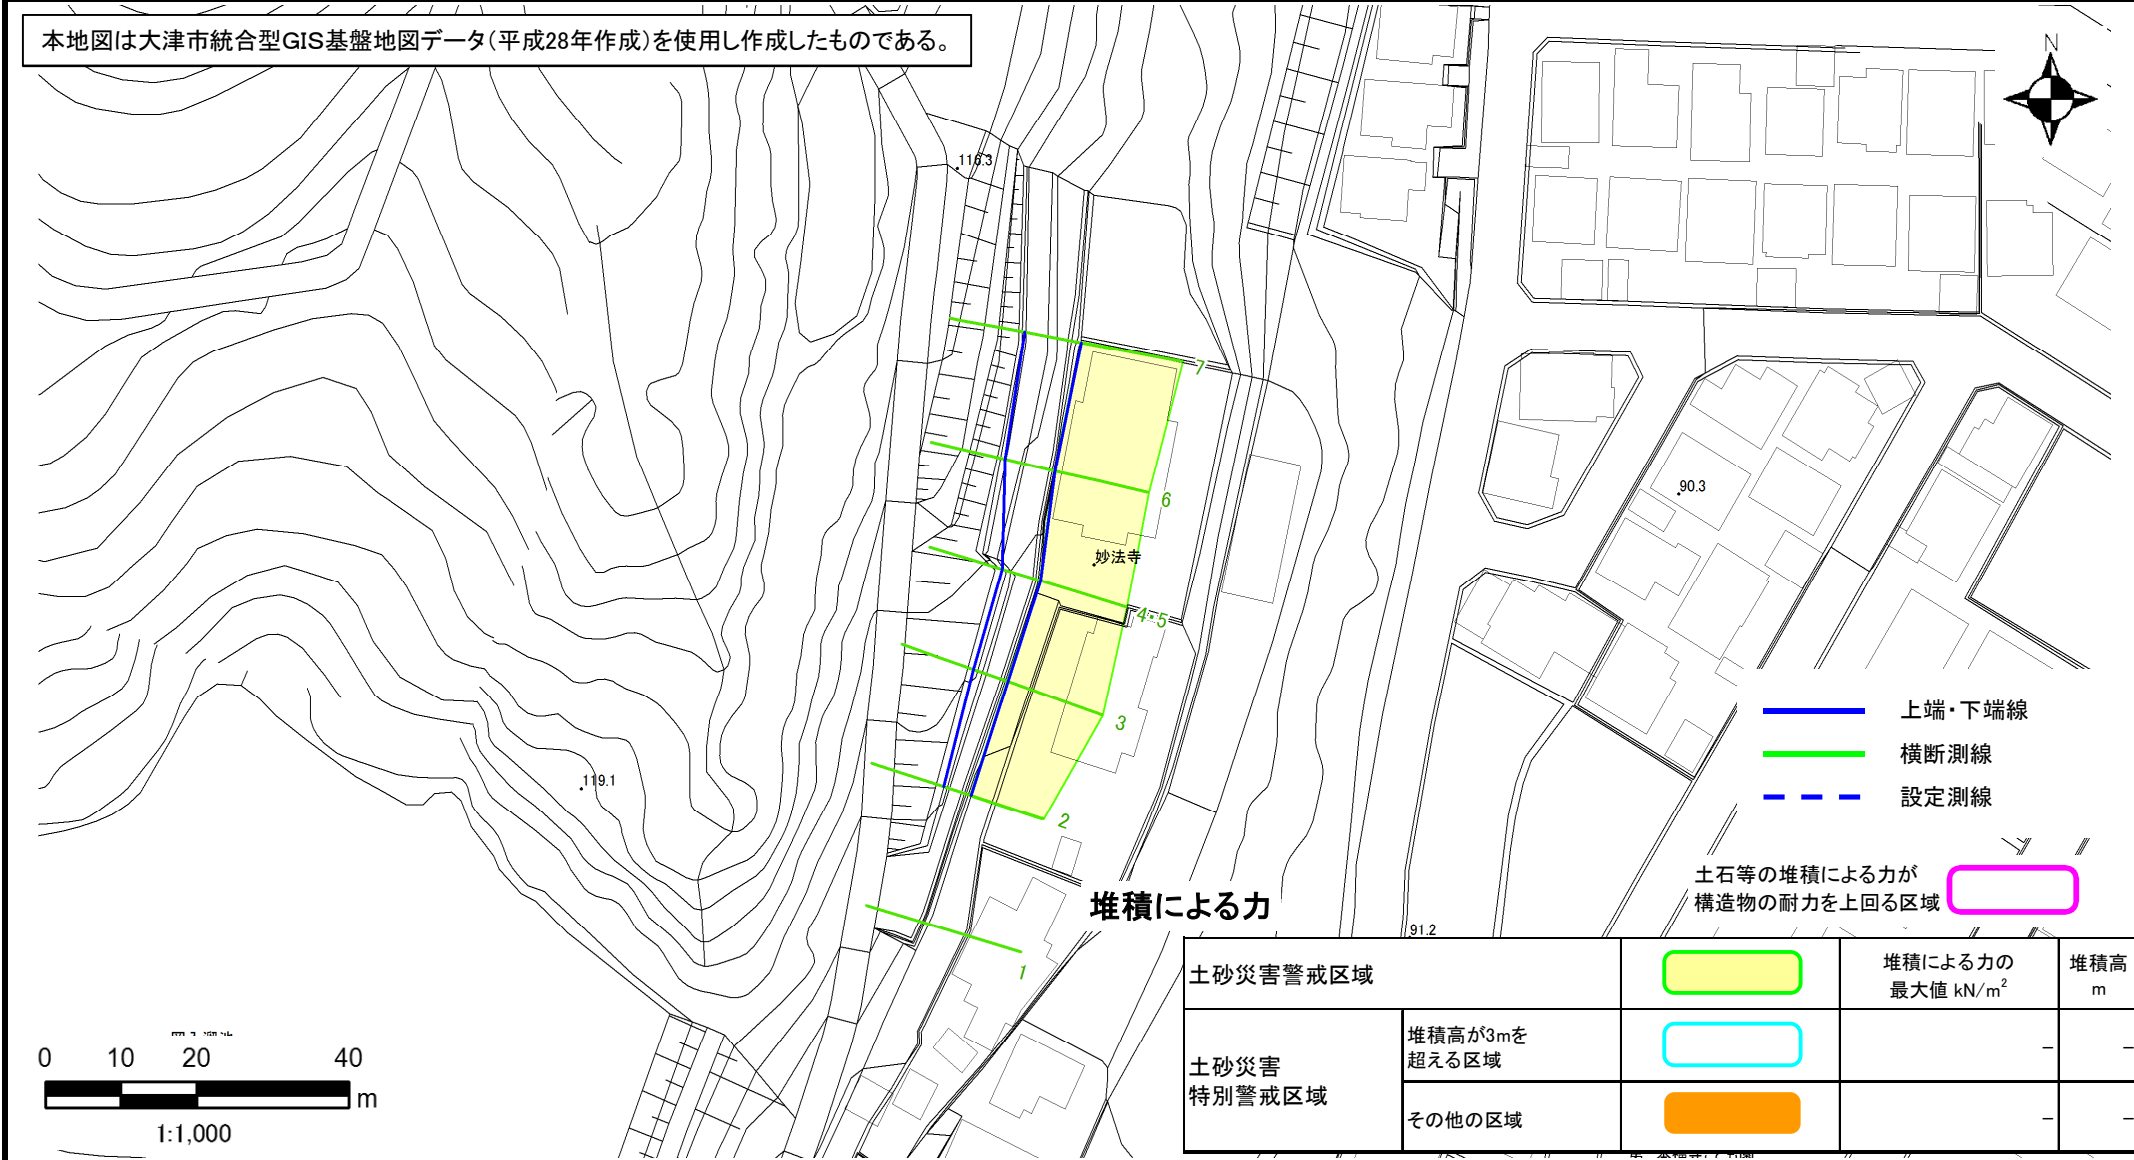 本地図は大津市統合型GIS基盤地図データ(平成28年作成)を使用し作成したものである。
N
116.3
7
6
90.3
妙法寺
4・5
3
上端・下端線
横断測線
119.1
設定測線
2
土石等の堆積による力が
構造物の耐力を上回る区域
堆積による力
91.2
1
土砂災害警戒区域
堆積による力の
最大値 kN/m²
堆積高
m
土砂災害
特別警戒区域
堆積高が3mを
超える区域
-
-
その他の区域
-
-
0 10 20 40
m
1:1,000